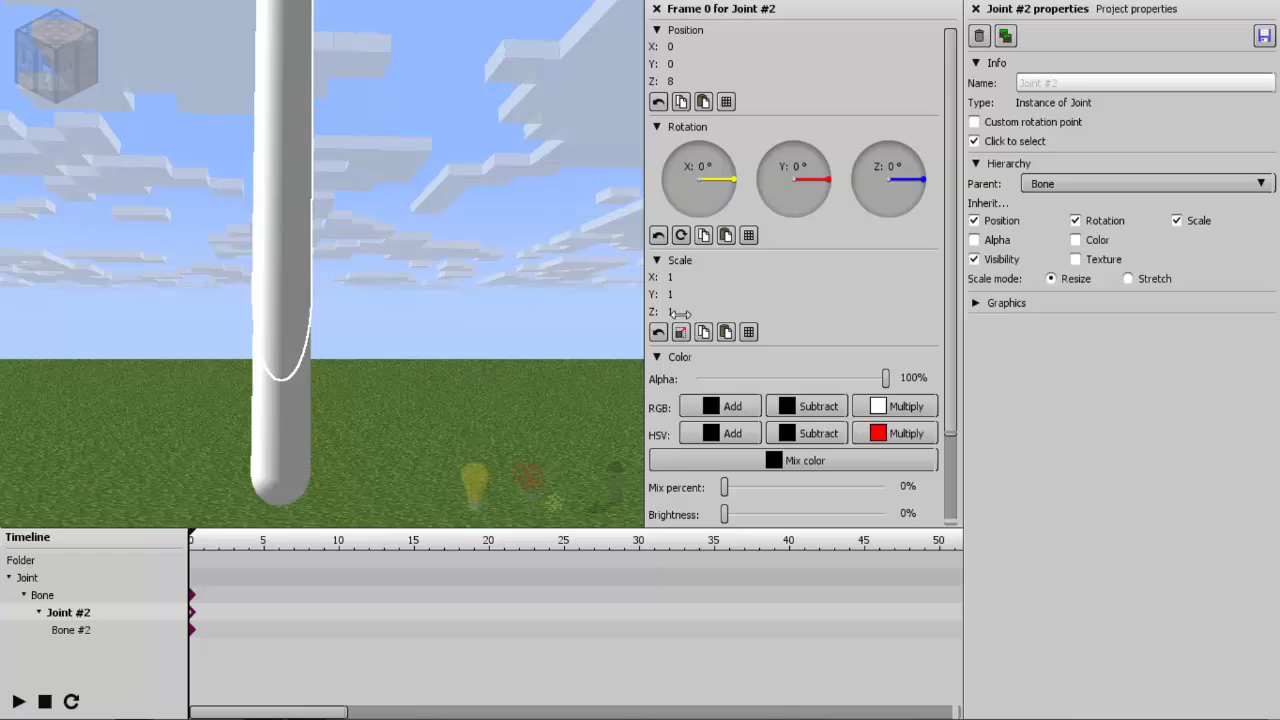 Frame 0 for Joint #2
Position
X: 0
Y: 0
Z: 8
Rotation
X: 0 °
Y: 0 °
Z: 0 °
Scale
X: 1
Y: 1
Z: 1
Color
Alpha: 100%
RGB: Add Subtract Multiply
HSV: Add Subtract Multiply
Mix color
Mix percent: 0%
Brightness: 0%
Joint #2 properties Project properties
Info
Name: Joint #2
Type: Instance of Joint
Custom rotation point
Click to select
Hierarchy
Parent: Bone
Inherit...
Position Rotation Scale
Alpha Color
Visibility Texture
Scale mode: Resize Stretch
Graphics
Timeline
0 5 10 15 20 25 30 35 40 45 50
Folder
Joint
Bone
Joint #2
Bone #2